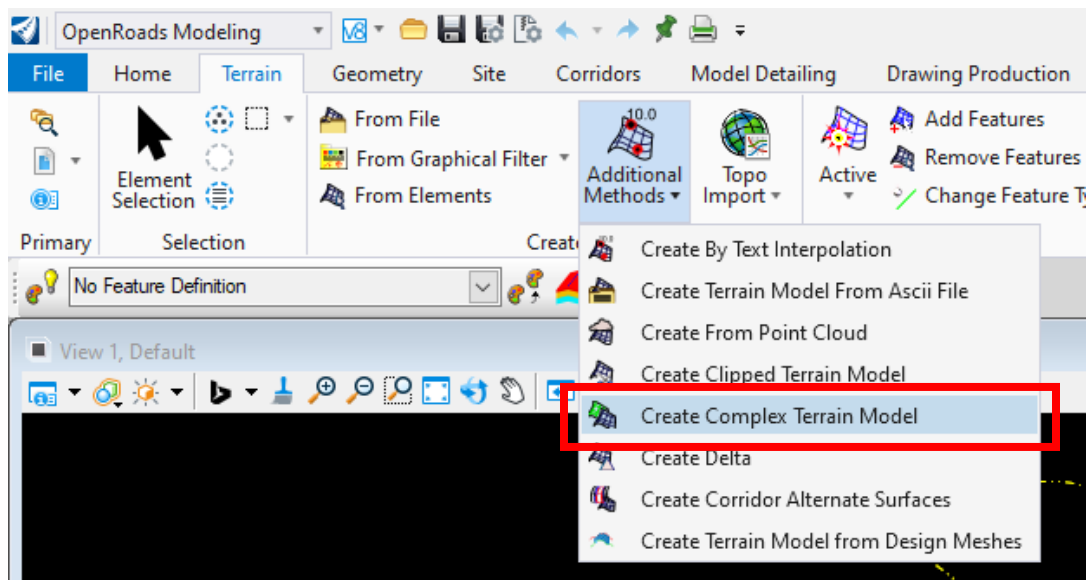 OpenRoads Modeling
File Home Terrain Geometry Site Corridors Model Detailing Drawing Production
From File
From Graphical Filter
From Elements
Element
Selection
10.0
Additional
Methods
Topo
Import
Active
Add Features
Remove Features
Change Feature
Primary Selection
No Feature Definition
View 1, Default
Create By Text Interpolation
Create Terrain Model From Ascii File
Create From Point Cloud
Create Clipped Terrain Model
Create Complex Terrain Model
Create Delta
Create Corridor Alternate Surfaces
Create Terrain Model from Design Meshes